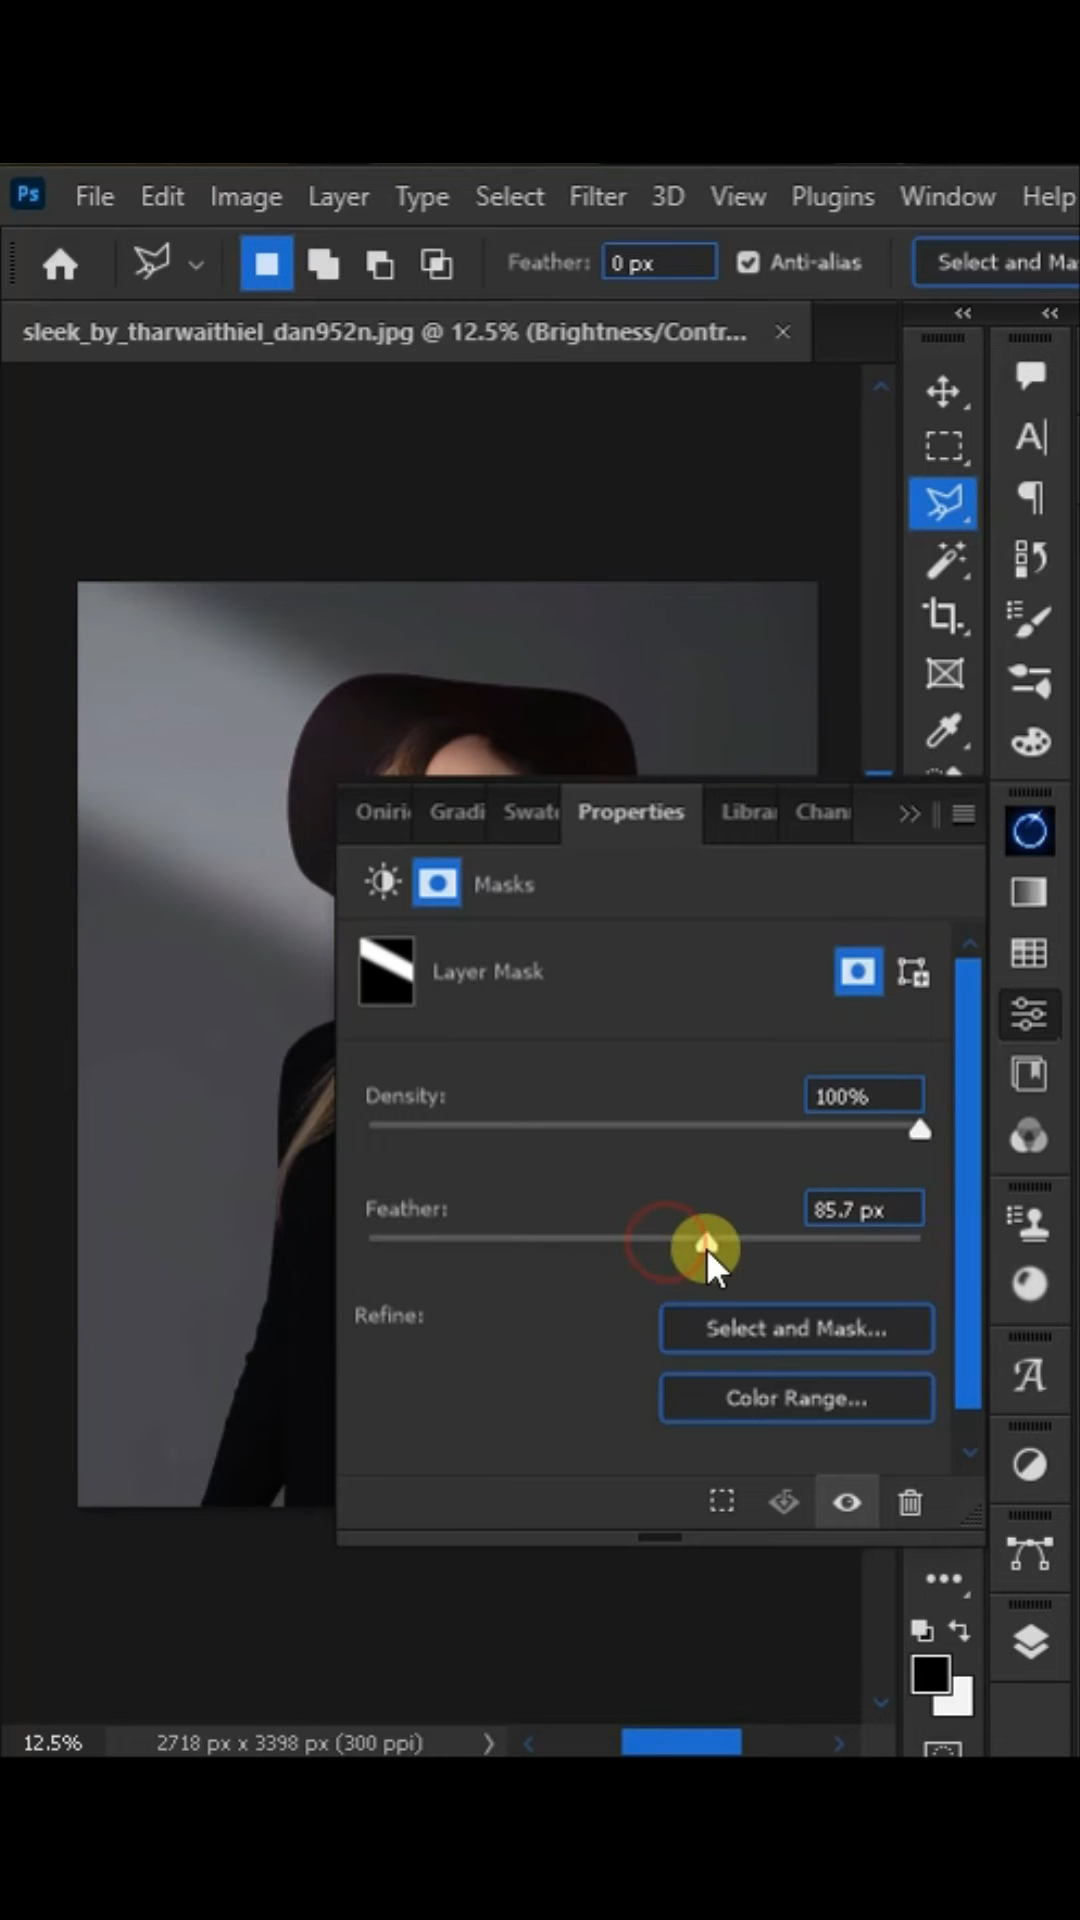 Ps File Edit Image Layer Type Select Filter 3D View Plugins Window Help
Feather: 0 px Anti-alias Select and Ma
sleek_by_tharwaithiel_dan952n.jpg @ 12.5% (Brightness/Contr...
Oniri Gradi Swat Properties Libra Chan
Masks
Layer Mask
Density: 100%
Feather: 85.7 px
Refine: Select and Mask...
Color Range...
12.5% 2718 px x 3398 px (300 ppi)